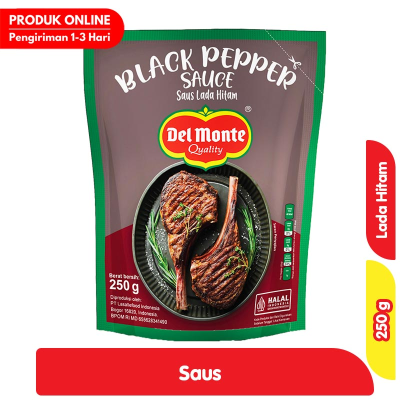 PRODUK ONLINE
Pengiriman 1-3 Hari
BLACK PEPPER
SAUCE
Saus Lada Hitam
Del Monte
®
Quality
Berat bersih:
250 g
Diproduksi oleh:
PT Lasallefood Indonesia
Bogor 16820, Indonesia
HALAL
INDONESIA
Lada Hitam
250 g
Saus